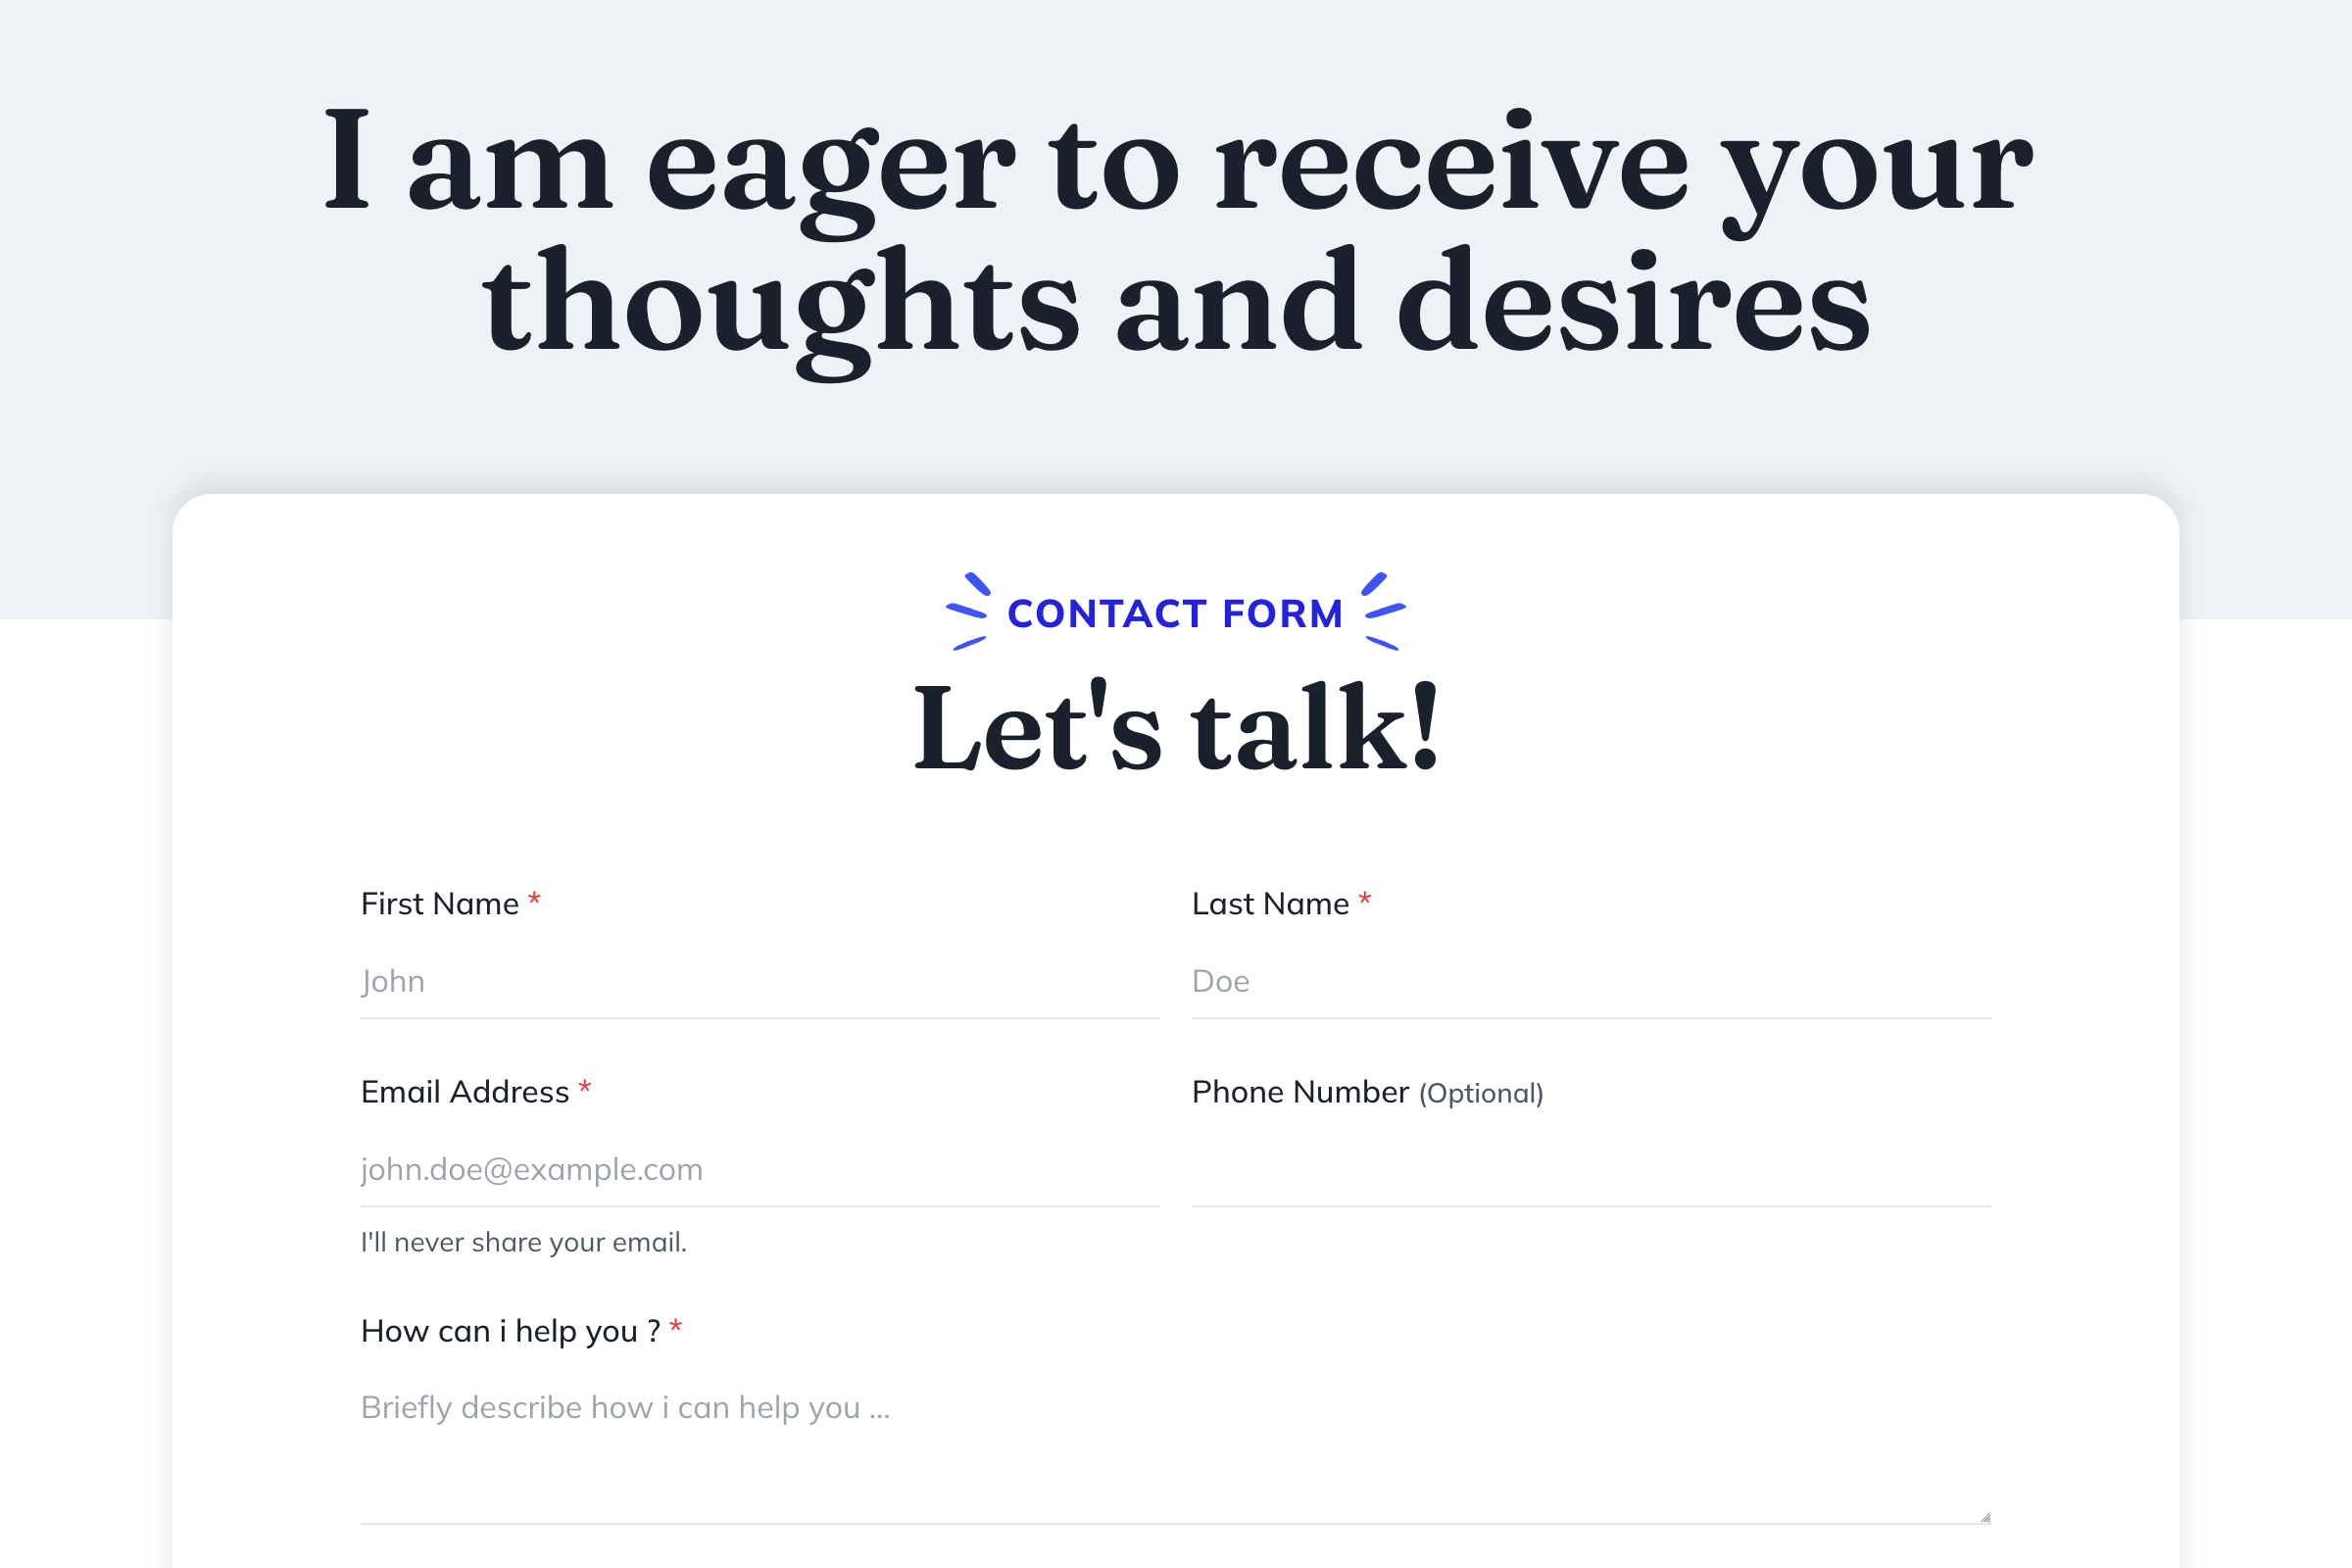 I am eager to receive your
thoughts and desires
CONTACT FORM
Let's talk!
First Name *
Last Name *
John
Doe
Email Address *
Phone Number (Optional)
john.doe@example.com
I'll never share your email.
How can i help you ? *
Briefly describe how i can help you ...